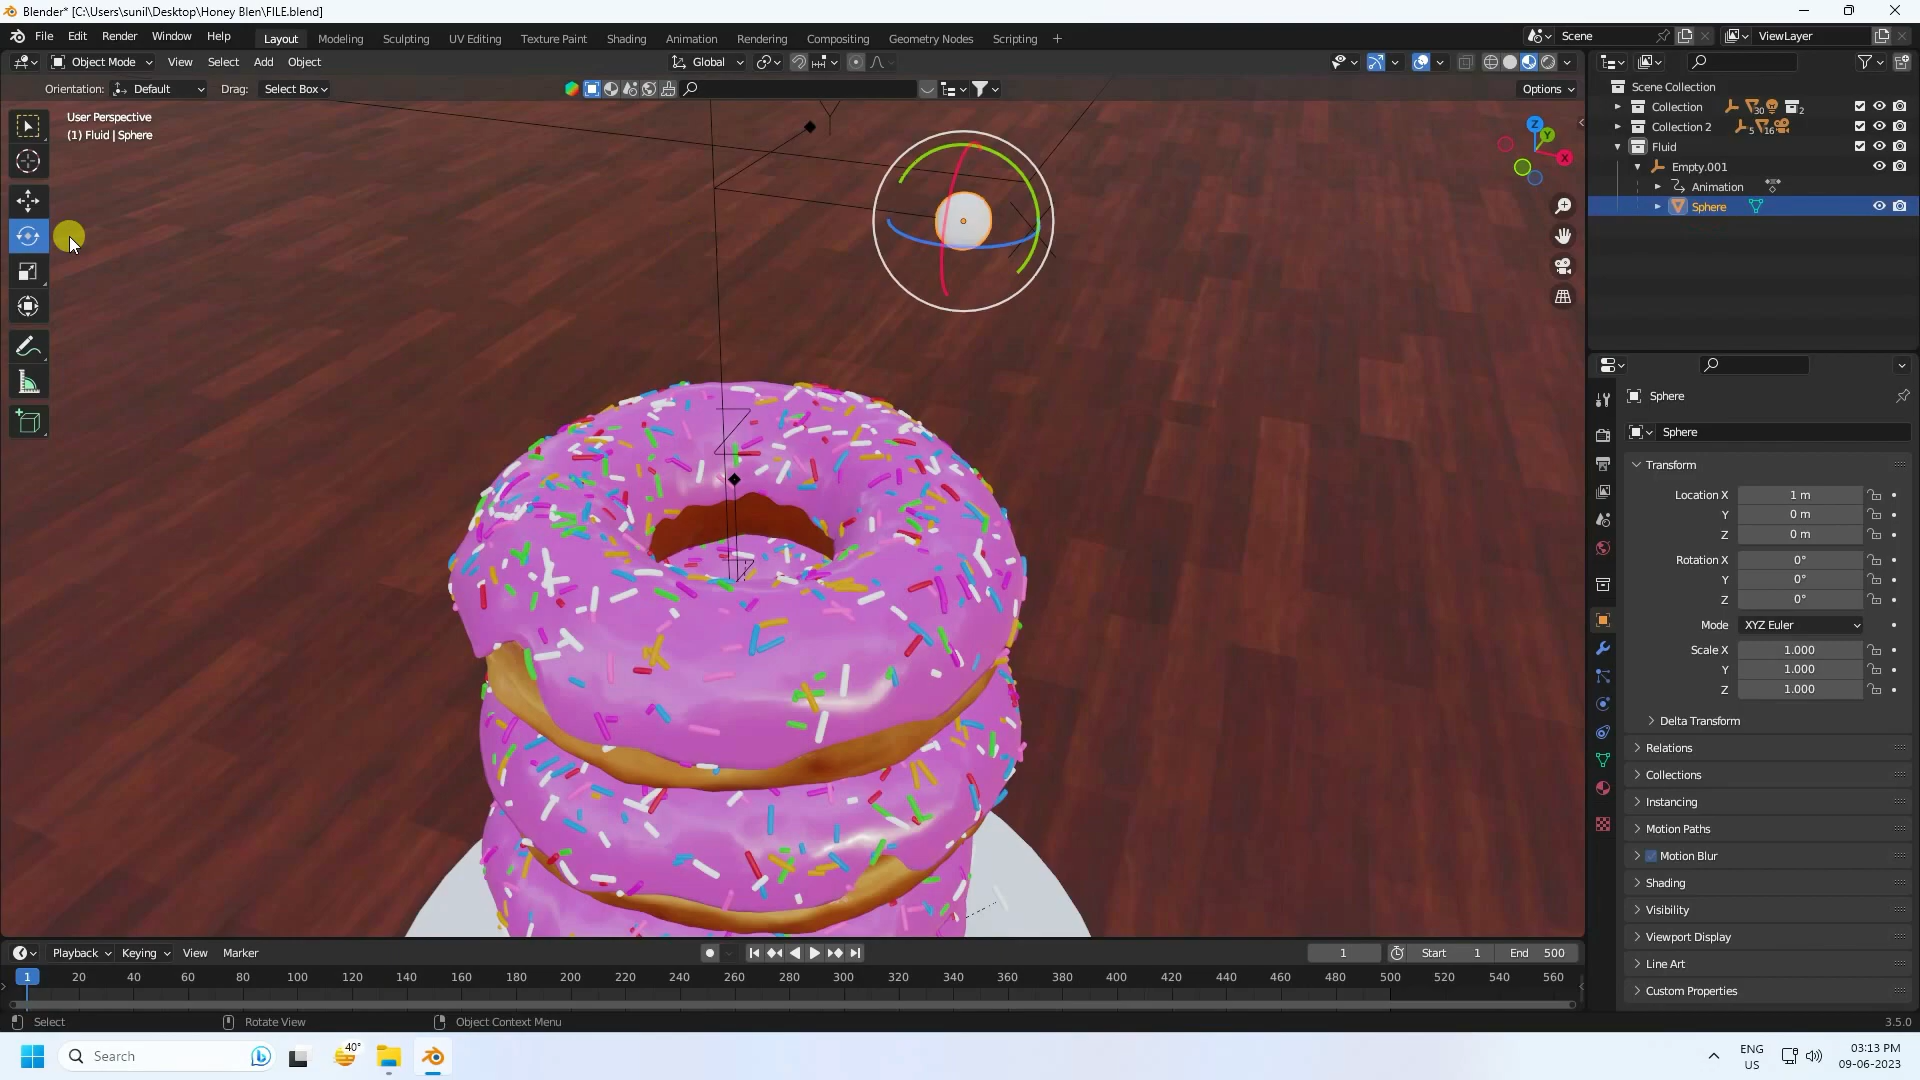 Blender* [C:\Users\sunil\Desktop\Honey Blen\FILE.blend]
File Edit Render Window Help Layout Modeling Sculpting UV Editing Texture Paint Shading Animation Rendering Compositing Geometry Nodes Scripting + Scene ViewLayer
Object Mode View Select Add Object Global
Orientation: Default Drag: Select Box Options
User Perspective
(1) Fluid | Sphere
Z
Y
X
Scene Collection
Collection 30 2
Collection 2 5 16
Fluid
Empty.001
Animation
Sphere
Sphere
Sphere
Transform
Location X 1 m
Y 0 m
Z 0 m
Rotation X 0°
Y 0°
Z 0°
Mode XYZ Euler
Scale X 1.000
Y 1.000
Z 1.000
Delta Transform
Relations
Collections
Instancing
Motion Paths
Motion Blur
Shading
Visibility
Viewport Display
Line Art
Custom Properties
Playback Keying View Marker 1 Start 1 End 500
1 20 40 60 80 100 120 140 160 180 200 220 240 260 280 300 320 340 360 380 400 420 440 460 480 500 520 540 560
Select Rotate View Object Context Menu 3.5.0
Search 40° ENG US 03:13 PM 09-06-2023